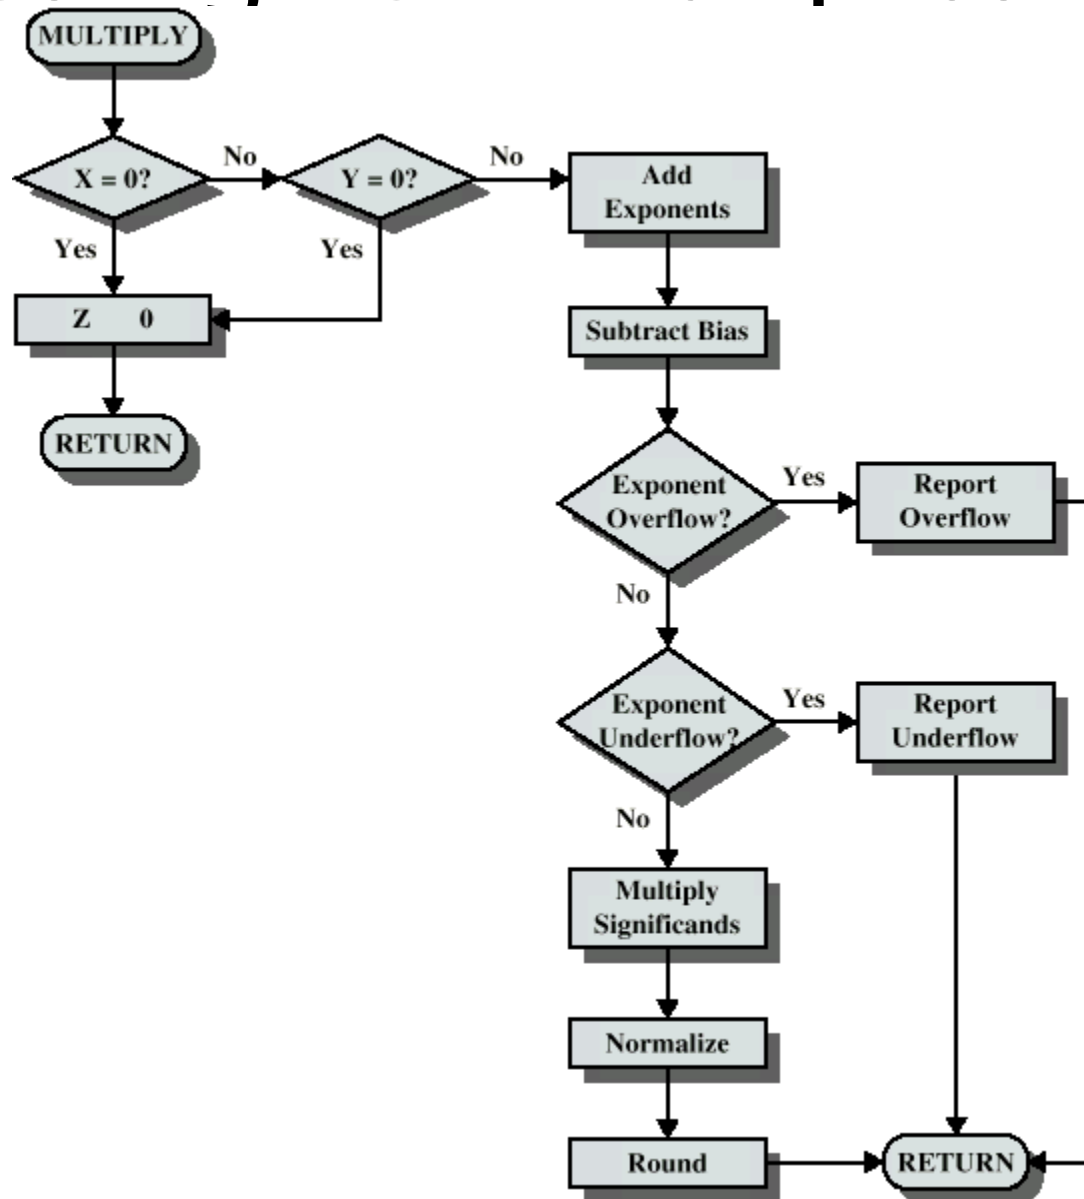 MULTIPLY
X = 0?
No
Y = 0?
No
Add
Exponents
Yes
Yes
Z 0
Subtract Bias
RETURN
Exponent
Overflow?
Yes
Report
Overflow
No
Exponent
Underflow?
Yes
Report
Underflow
No
Multiply
Significands
Normalize
Round
RETURN